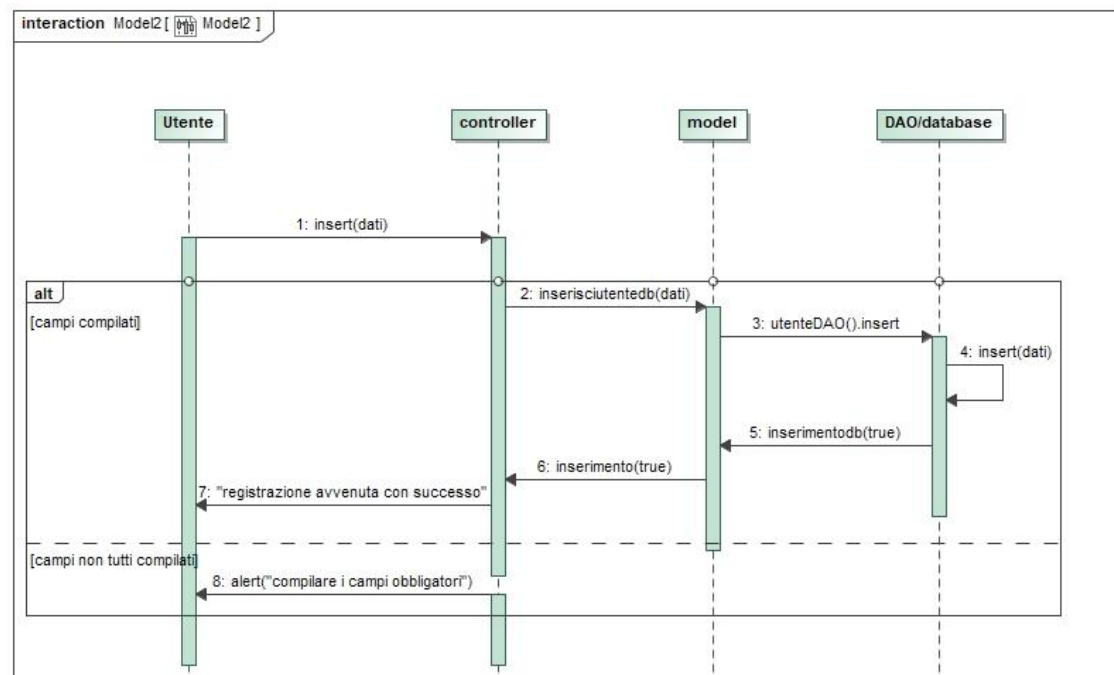 interaction Model2 [ Model2 ]
Utente
controller
model
DAO/database
1: insert(dati)
alt
[campi compilati]
2: inserisciutentedb(dati)
3: utenteDAO().insert
4: insert(dati)
5: inserimentodb(true)
6: inserimento(true)
7: "registrazione avvenuta con successo"
[campi non tutti compilati]
8: alert("compilare i campi obbligatori")